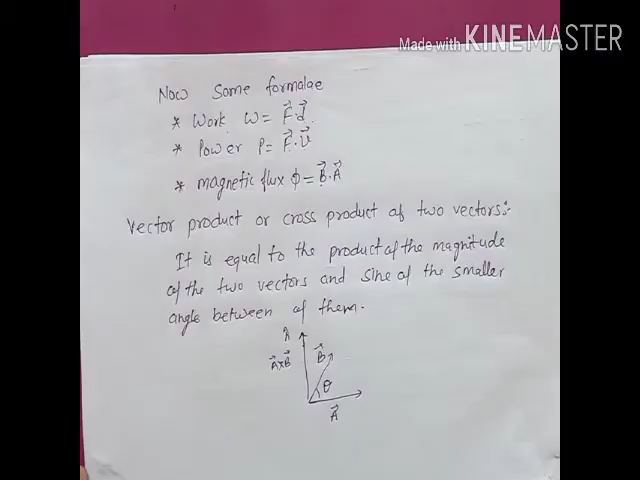 Made with KINEMASTER
Now Some formalae
* Work W = F⃗.d⃗
* Power P = F⃗.V⃗
* Magnetic flux ϕ = B⃗.A⃗
Vector product or cross product of two vectors:-
It is equal to the product of the magnitude
of the two vectors and sine of the smaller
angle between of them.
A⃗×B⃗
B⃗
θ
A⃗